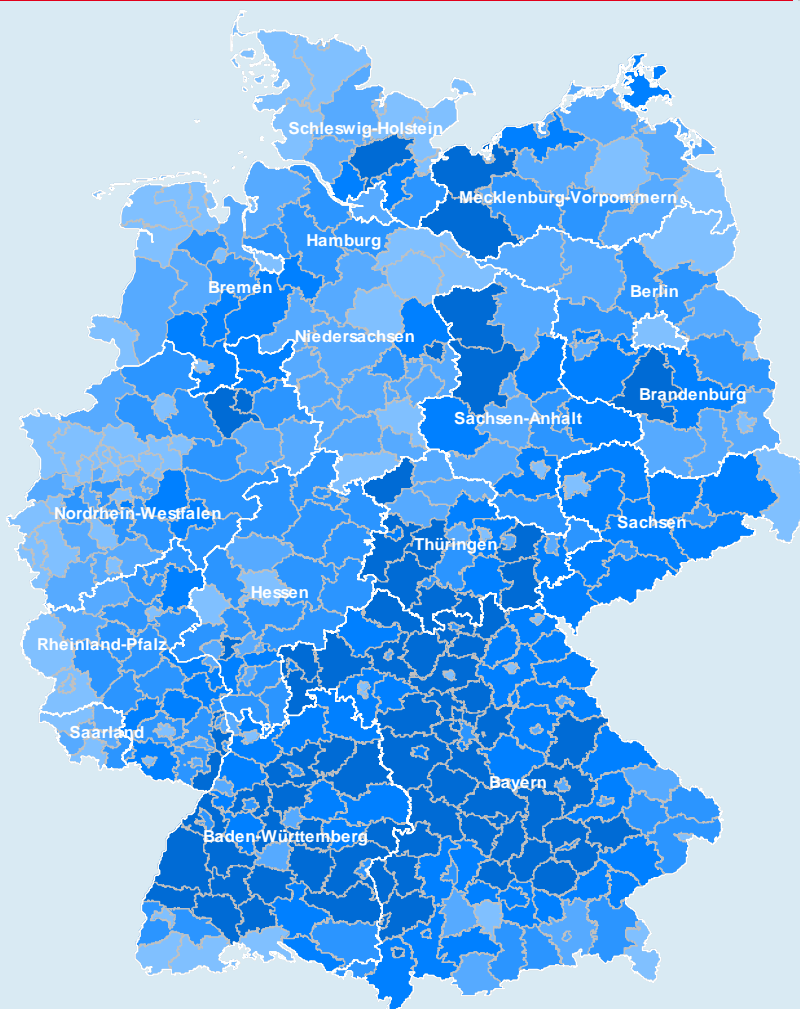 Schleswig-Holstein
Mecklenburg-Vorpommern
Hamburg
Bremen
Berlin
Niedersachsen
Brandenburg
Sachsen-Anhalt
Nordrhein-Westfalen
Sachsen
Thüringen
Hessen
Rheinland-Pfalz
Saarland
Bayern
Baden-Württemberg